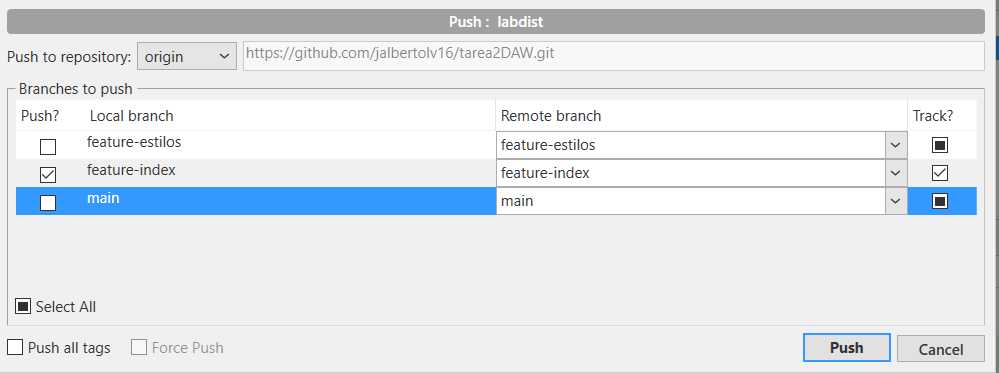 Push : labdist
Push to repository: origin https://github.com/jalbertolv16/tarea2DAW.git
Branches to push
Push? Local branch Remote branch Track?
feature-estilos feature-estilos
feature-index feature-index
main main
Select All
Push all tags Force Push Push Cancel